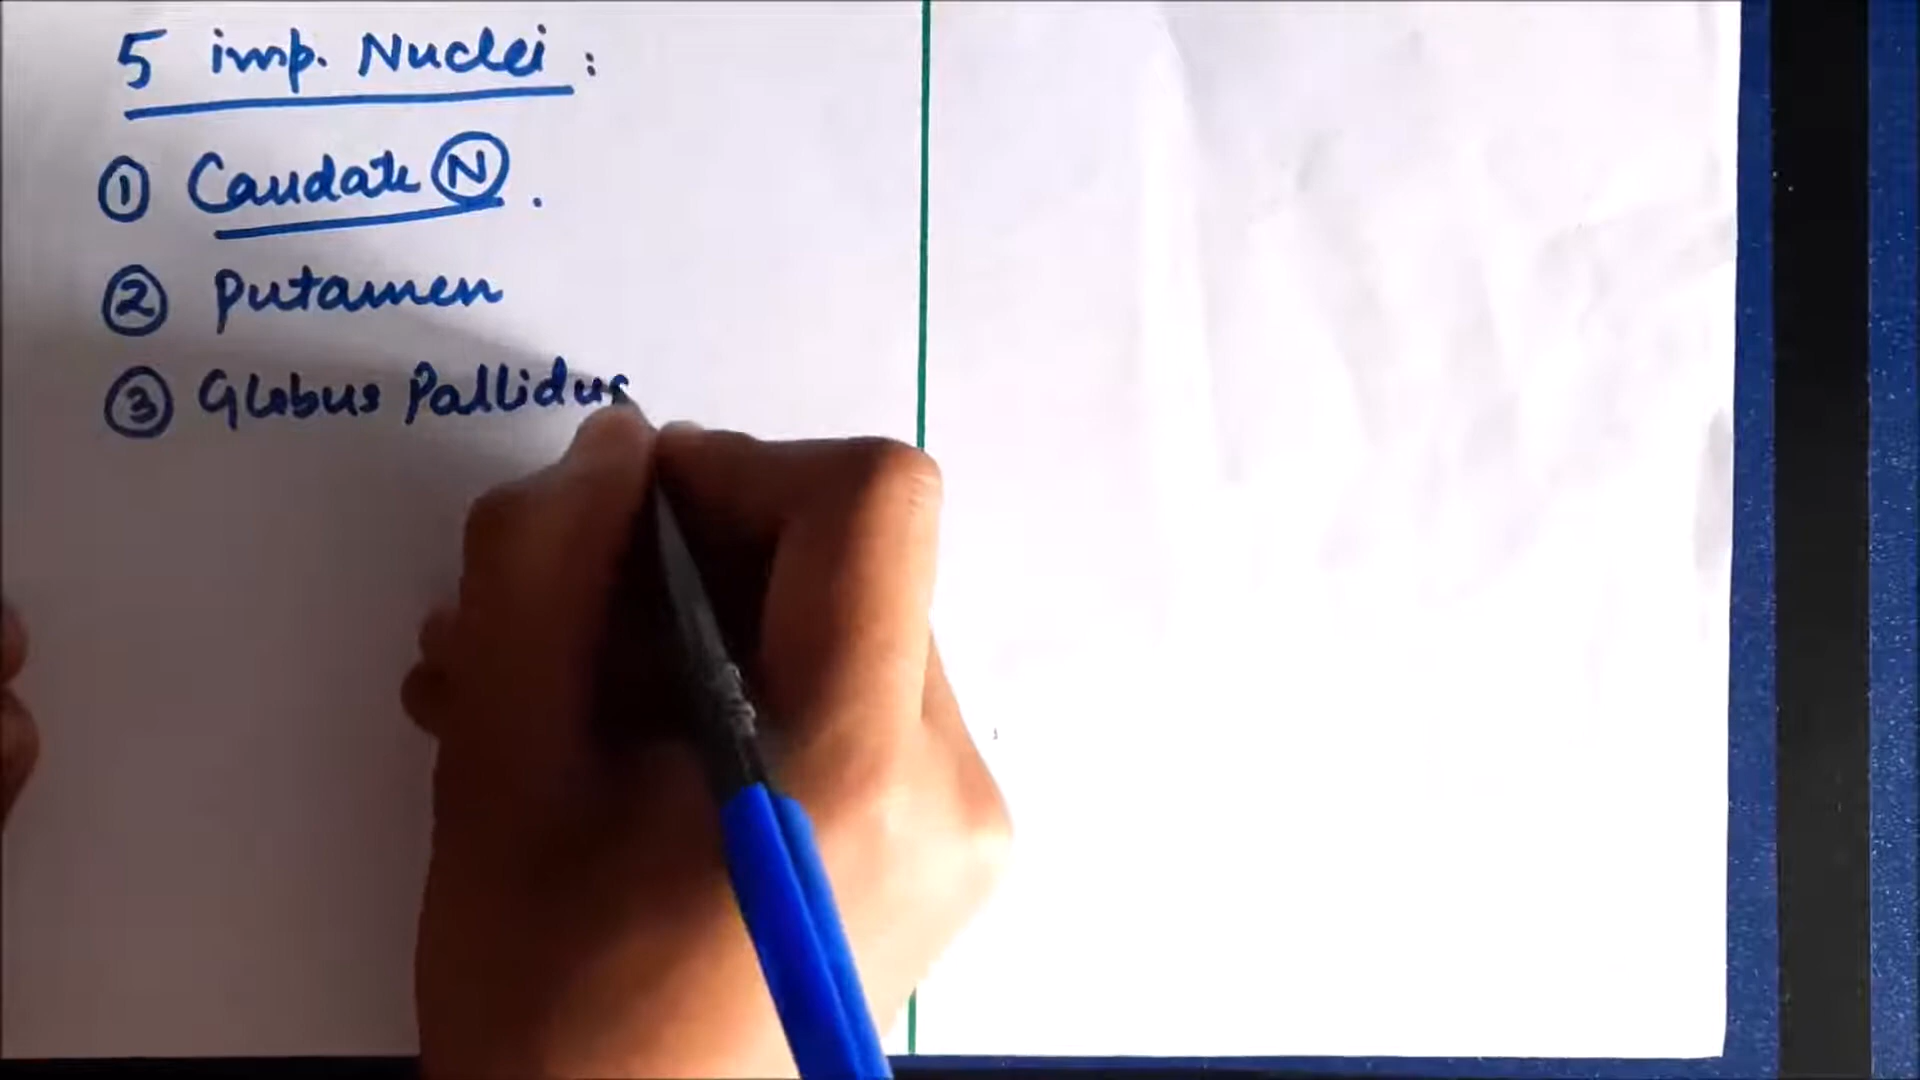 5 imp. Nuclei :
① Caudate Ⓝ .
② Putamen
③ Globus Pallidus